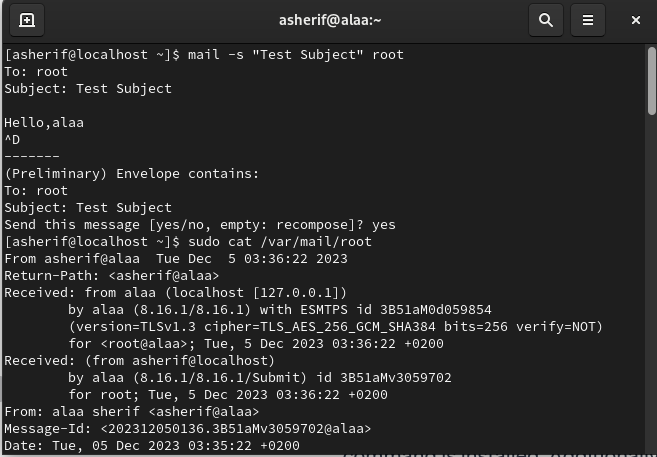 asherif@alaa:~
[asherif@localhost ~]$ mail -s "Test Subject" root
To: root
Subject: Test Subject

Hello,alaa
^D
-------
(Preliminary) Envelope contains:
To: root
Subject: Test Subject
Send this message [yes/no, empty: recompose]? yes
[asherif@localhost ~]$ sudo cat /var/mail/root
From asherif@alaa  Tue Dec  5 03:36:22 2023
Return-Path: <asherif@alaa>
Received: from alaa (localhost [127.0.0.1])
        by alaa (8.16.1/8.16.1) with ESMTPS id 3B51aM0d059854
        (version=TLSv1.3 cipher=TLS_AES_256_GCM_SHA384 bits=256 verify=NOT)
        for <root@alaa>; Tue, 5 Dec 2023 03:36:22 +0200
Received: (from asherif@localhost)
        by alaa (8.16.1/8.16.1/Submit) id 3B51aMv3059702
        for root; Tue, 5 Dec 2023 03:36:22 +0200
From: alaa sherif <asherif@alaa>
Message-Id: <202312050136.3B51aMv3059702@alaa>
Date: Tue, 05 Dec 2023 03:35:22 +0200